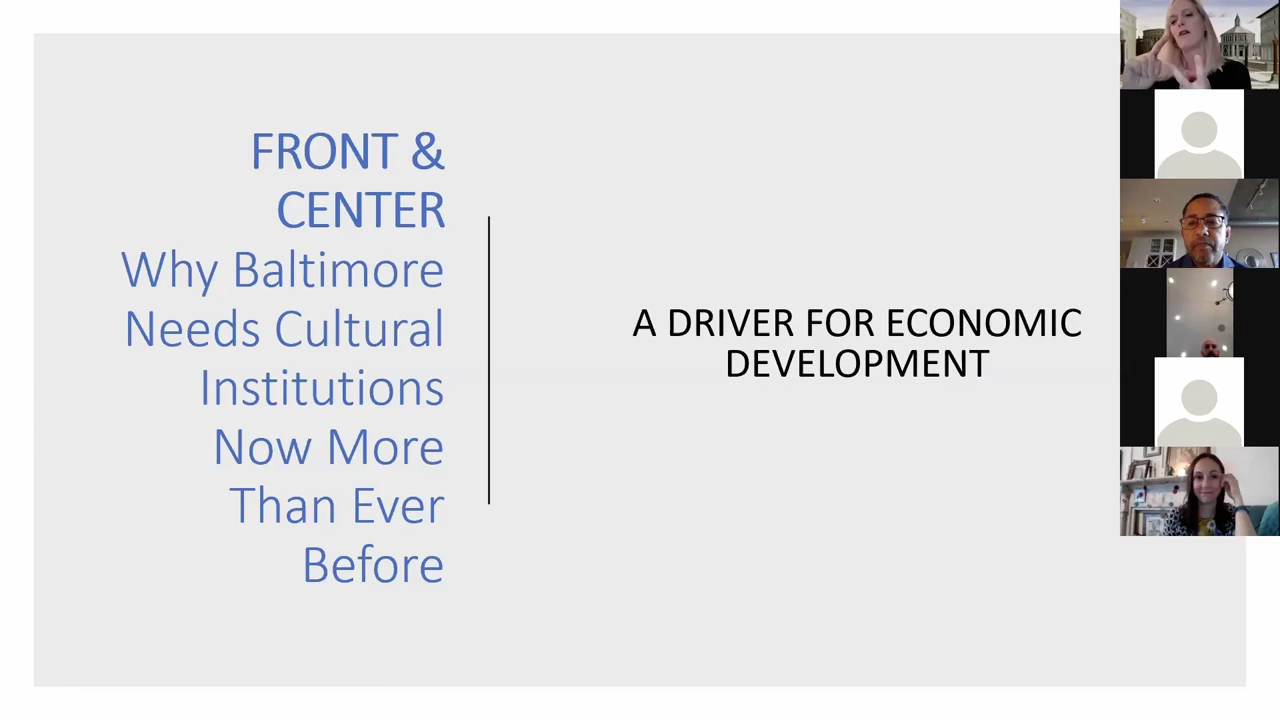 FRONT &
CENTER
Why Baltimore
Needs Cultural
Institutions
Now More
Than Ever
Before
A DRIVER FOR ECONOMIC
DEVELOPMENT